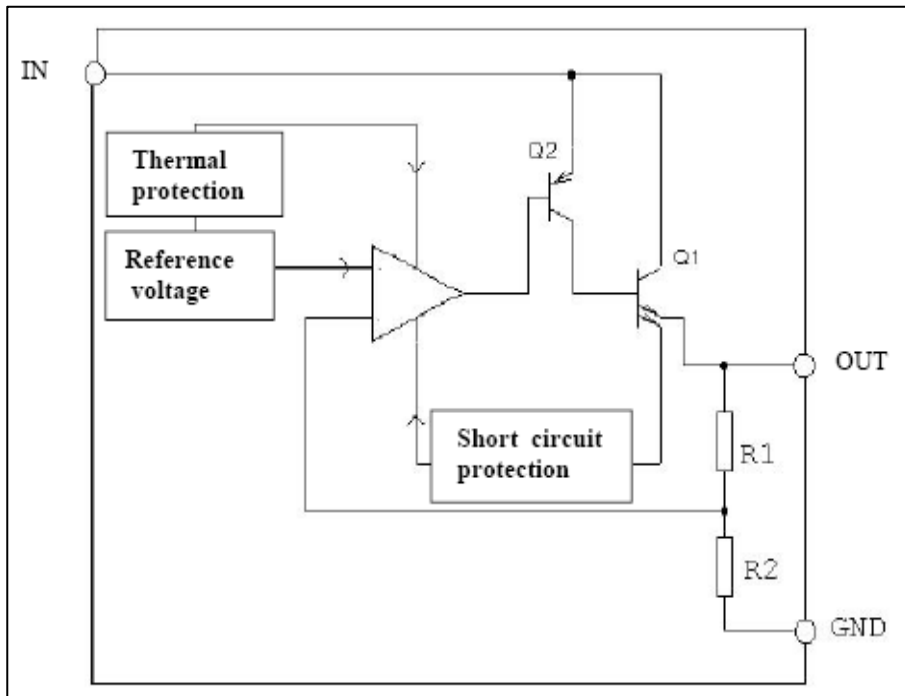 IN
Thermal
protection
Q2
Reference
voltage
Q1
OUT
Short circuit
protection
R1
R2
GND